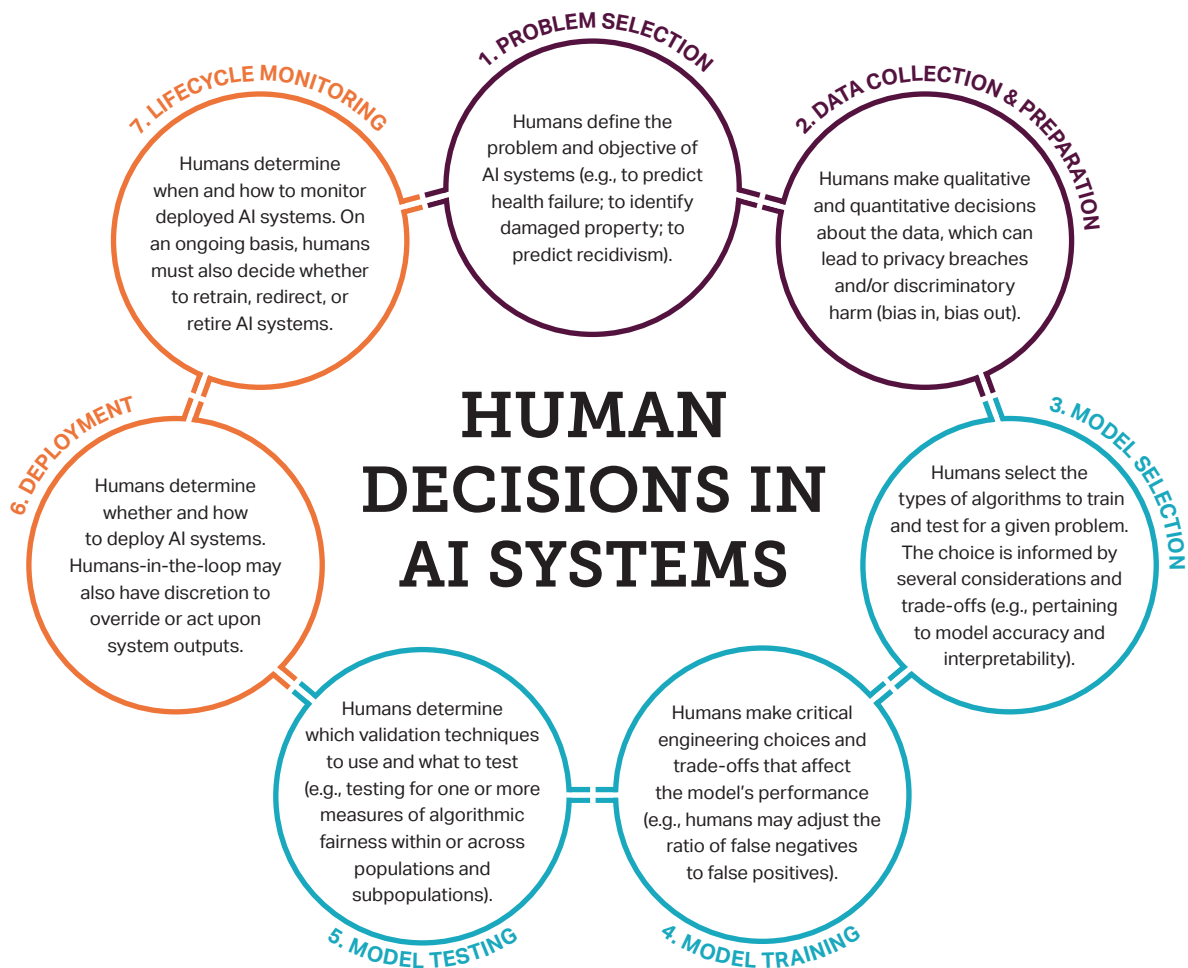 1. PROBLEM SELECTION
Humans define the
problem and objective of
AI systems (e.g., to predict
health failure; to identify
damaged property; to
predict recidivism).
2. DATA COLLECTION & PREPARATION
Humans make qualitative
and quantitative decisions
about the data, which can
lead to privacy breaches
and/or discriminatory
harm (bias in, bias out).
3. MODEL SELECTION
Humans select the
types of algorithms to train
and test for a given problem.
The choice is informed by
several considerations and
trade-offs (e.g., pertaining
to model accuracy and
interpretability).
4. MODEL TRAINING
Humans make critical
engineering choices and
trade-offs that affect
the model’s performance
(e.g., humans may adjust the
ratio of false negatives
to false positives).
5. MODEL TESTING
Humans determine
which validation techniques
to use and what to test
(e.g., testing for one or more
measures of algorithmic
fairness within or across
populations and
subpopulations).
6. DEPLOYMENT
Humans determine
whether and how
to deploy AI systems.
Humans-in-the-loop may
also have discretion to
override or act upon
system outputs.
7. LIFECYCLE MONITORING
Humans determine
when and how to monitor
deployed AI systems. On
an ongoing basis, humans
must also decide whether
to retrain, redirect, or
retire AI systems.
HUMAN
DECISIONS IN
AI SYSTEMS